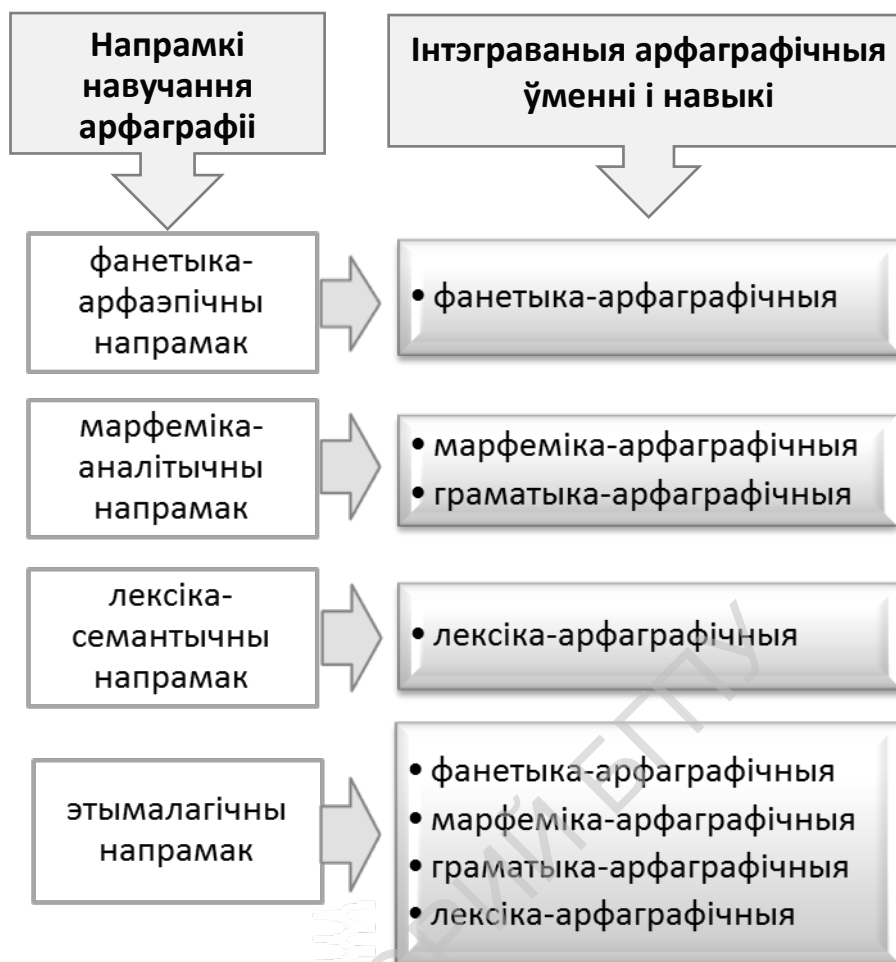 Напрамкі
навучання
арфаграфіі
Інтэграваныя арфаграфічныя
ўменні і навыкі
фанетыка-
арфаэпічны
напрамак
• фанетыка-арфаграфічныя
марфеміка-
аналітычны
напрамак
• марфеміка-арфаграфічныя
• граматыка-арфаграфічныя
лексіка-
семантычны
напрамак
• лексіка-арфаграфічныя
этымалагічны
напрамак
• фанетыка-арфаграфічныя
• марфеміка-арфаграфічныя
• граматыка-арфаграфічныя
• лексіка-арфаграфічныя
БГПУ